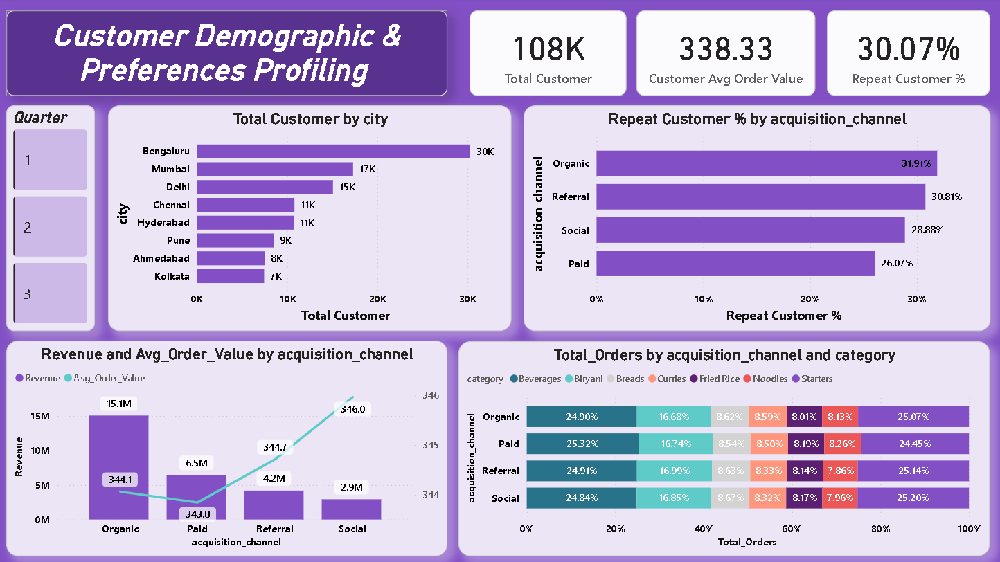 Customer Demographic &
Preferences Profiling
108K
Total Customer
338.33
Customer Avg Order Value
30.07%
Repeat Customer %
Quarter
1
2
3
Total Customer by city
city
Bengaluru 30K
Mumbai 17K
Delhi 15K
Chennai 11K
Hyderabad 11K
Pune 9K
Ahmedabad 8K
Kolkata 7K
0K 10K 20K 30K
Total Customer
Repeat Customer % by acquisition_channel
acquisition_channel
Organic 31.91%
Referral 30.81%
Social 28.88%
Paid 26.07%
0% 10% 20% 30%
Repeat Customer %
Revenue and Avg_Order_Value by acquisition_channel
Revenue Avg_Order_Value
Revenue
15M
10M
5M
0M
15.1M
6.5M
4.2M
2.9M
344.1
343.8
344.7
346.0
346
345
344
Organic Paid Referral Social
acquisition_channel
Total_Orders by acquisition_channel and category
category Beverages Biryani Breads Curries Fried Rice Noodles Starters
acquisition_channel
Organic 24.90% 16.68% 8.62% 8.59% 8.01% 8.13% 25.07%
Paid 25.32% 16.74% 8.54% 8.50% 8.19% 8.26% 24.45%
Referral 24.91% 16.99% 8.63% 8.33% 8.14% 7.86% 25.14%
Social 24.84% 16.85% 8.67% 8.32% 8.17% 7.96% 25.20%
0% 20% 40% 60% 80% 100%
Total_Orders